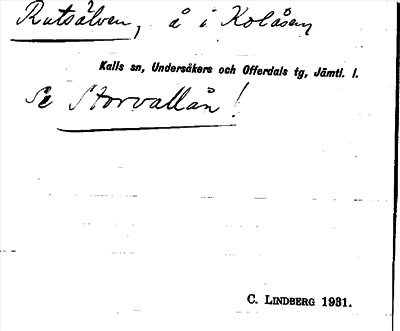 Rutsälven, å i Kolåsen
Kalls sn, Undersåkers och Offerdals tg, Jämtl. l.
Se Storvallån!
C. LINDBERG 1931.